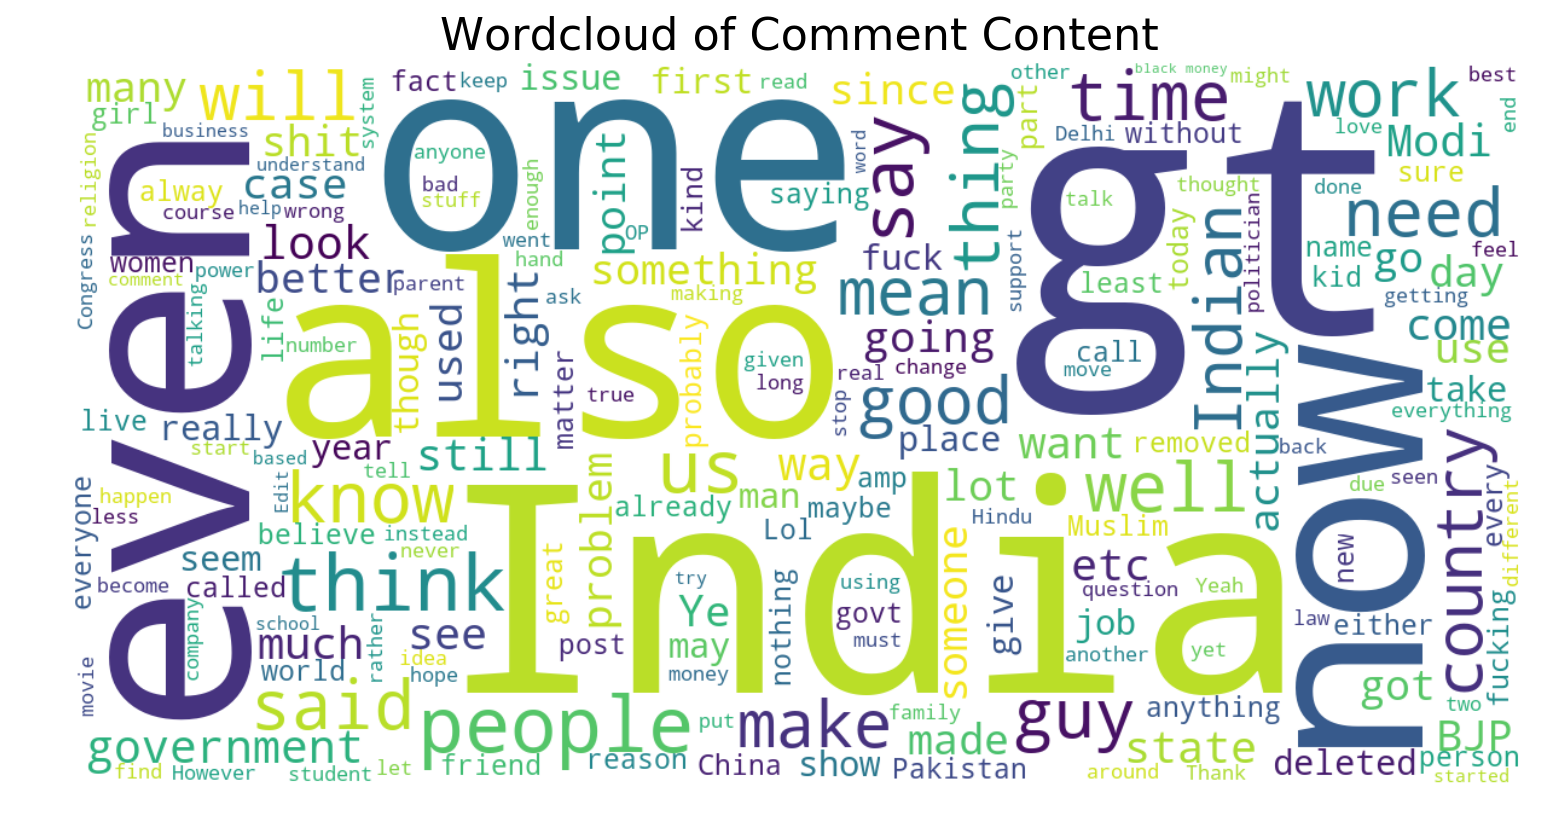 Wordcloud of Comment Content
many
will
fact
keep
issue
first
read
since
other
black money
might
time
work
best
girl
business
shit
system
one
say
thing
part
Delhi
without
gt
love
Modi
end
religion
understand
alway
case
course
help
wrong
anyone
bad
stuff
enough
point
kind
word
saying
party
talk
thought
done
sure
need
even
look
women
comment
power
better
parent
went
hand
OP
something
making
fuck
mean
support
least
today
Indian
politician
name
kid
go
day
feel
getting
Congress
talking
life
number
also
though
used
right
ask
matter
true
probably
given
long
real
stop
going
change
good
place
call
move
actually
now
come
use
take
everything
live
really
start
based
year
tell
still
us
way
amp
want
removed
back
due
seen
country
every
different
everyone
happen
less
Edit
know
India
problem
already
man
maybe
Lol
Hindu
lot
well
Muslim
believe
instead
never
seem
become
called
think
great
try
Ye
nothing
using
govt
must
someone
give
etc
question
Yeah
new
law
either
fucking
company
school
much
world
rather
see
idea
hope
post
may
money
job
another
yet
got
two
movie
said
people
put
make
family
made
guy
anything
state
BJP
government
find
However
student
let
friend
reason
China
show
Pakistan
around
Thank
deleted
person
started